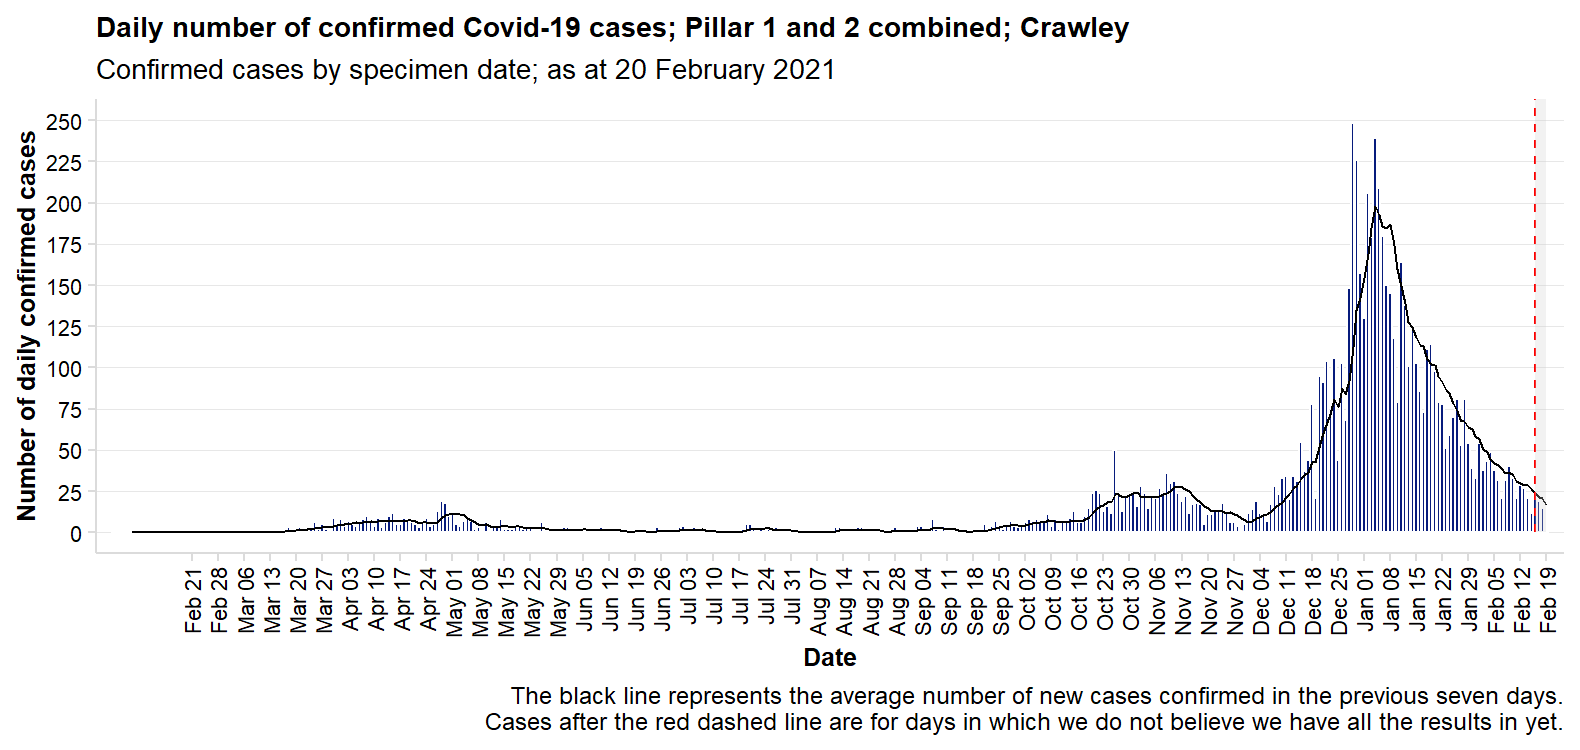 Daily number of confirmed Covid-19 cases; Pillar 1 and 2 combined; Crawley
Confirmed cases by specimen date; as at 20 February 2021
Number of daily confirmed cases
250
225
200
175
150
125
100
75
50
25
0
Feb 21
Feb 28
Mar 06
Mar 13
Mar 20
Mar 27
Apr 03
Apr 10
Apr 17
Apr 24
May 01
May 08
May 15
May 22
May 29
Jun 05
Jun 12
Jun 19
Jun 26
Jul 03
Jul 10
Jul 17
Jul 24
Jul 31
Aug 07
Aug 14
Aug 21
Aug 28
Sep 04
Sep 11
Sep 18
Sep 25
Oct 02
Oct 09
Oct 16
Oct 23
Oct 30
Nov 06
Nov 13
Nov 20
Nov 27
Dec 04
Dec 11
Dec 18
Dec 25
Jan 01
Jan 08
Jan 15
Jan 22
Jan 29
Feb 05
Feb 12
Feb 19
Date
The black line represents the average number of new cases confirmed in the previous seven days.
Cases after the red dashed line are for days in which we do not believe we have all the results in yet.